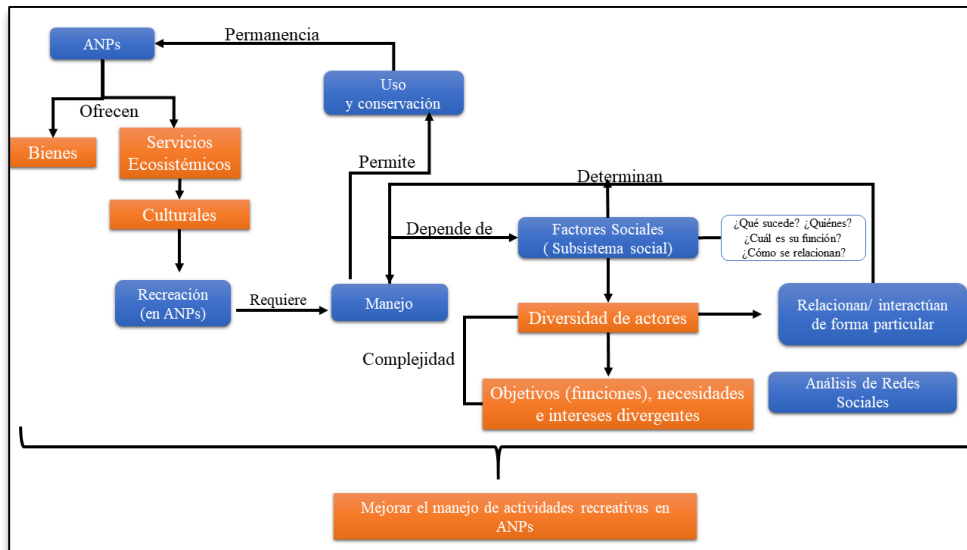 Permanencia
ANPs
Uso
y conservación
Ofrecen
Bienes
Servicios
Ecosistémicos
Permite
Determinan
Culturales
Depende de
Factores Sociales
( Subsistema social)
¿Qué sucede? ¿Quiénes?
¿Cuál es su función?
¿Cómo se relacionan?
Recreación
(en ANPs)
Requiere
Manejo
Diversidad de actores
Relacionan/ interactúan
de forma particular
Complejidad
Objetivos (funciones), necesidades
e intereses divergentes
Análisis de Redes
Sociales
Mejorar el manejo de actividades recreativas en
ANPs